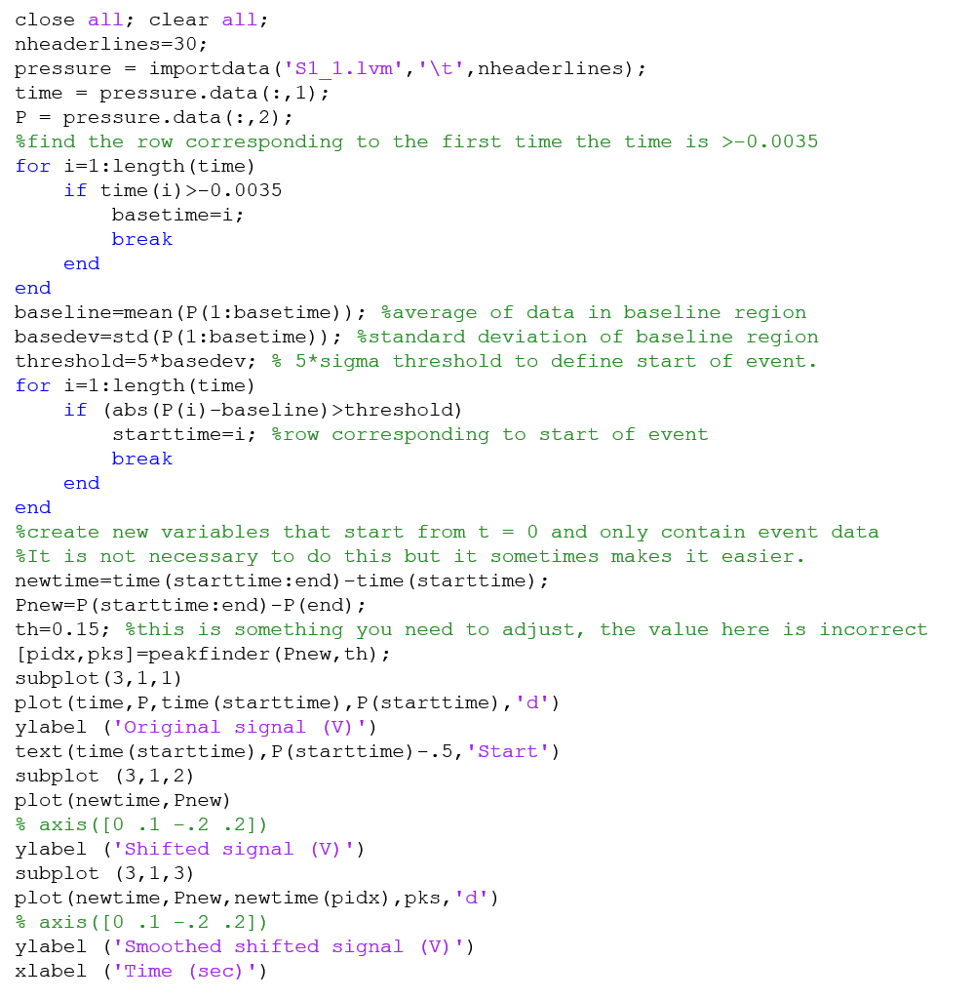 close all; clear all;
nheaderlines=30;
pressure = importdata('S1_1.lvm','\t',nheaderlines);
time = pressure.data(:,1);
P = pressure.data(:,2);
%find the row corresponding to the first time the time is >-0.0035
for i=1:length(time)
    if time(i)>-0.0035
        basetime=i;
        break
    end
end
baseline=mean(P(1:basetime)); %average of data in baseline region
basedev=std(P(1:basetime)); %standard deviation of baseline region
threshold=5*basedev; % 5*sigma threshold to define start of event.
for i=1:length(time)
    if (abs(P(i)-baseline)>threshold)
        starttime=i; %row corresponding to start of event
        break
    end
end
%create new variables that start from t = 0 and only contain event data
%It is not necessary to do this but it sometimes makes it easier.
newtime=time(starttime:end)-time(starttime);
Pnew=P(starttime:end)-P(end);
th=0.15; %this is something you need to adjust, the value here is incorrect
[pidx,pks]=peakfinder(Pnew,th);
subplot(3,1,1)
plot(time,P,time(starttime),P(starttime),'d')
ylabel ('Original signal (V)')
text(time(starttime),P(starttime)-.5,'Start')
subplot (3,1,2)
plot(newtime,Pnew)
% axis([0 .1 -.2 .2])
ylabel ('Shifted signal (V)')
subplot (3,1,3)
plot(newtime,Pnew,newtime(pidx),pks,'d')
% axis([0 .1 -.2 .2])
ylabel ('Smoothed shifted signal (V)')
xlabel ('Time (sec)')